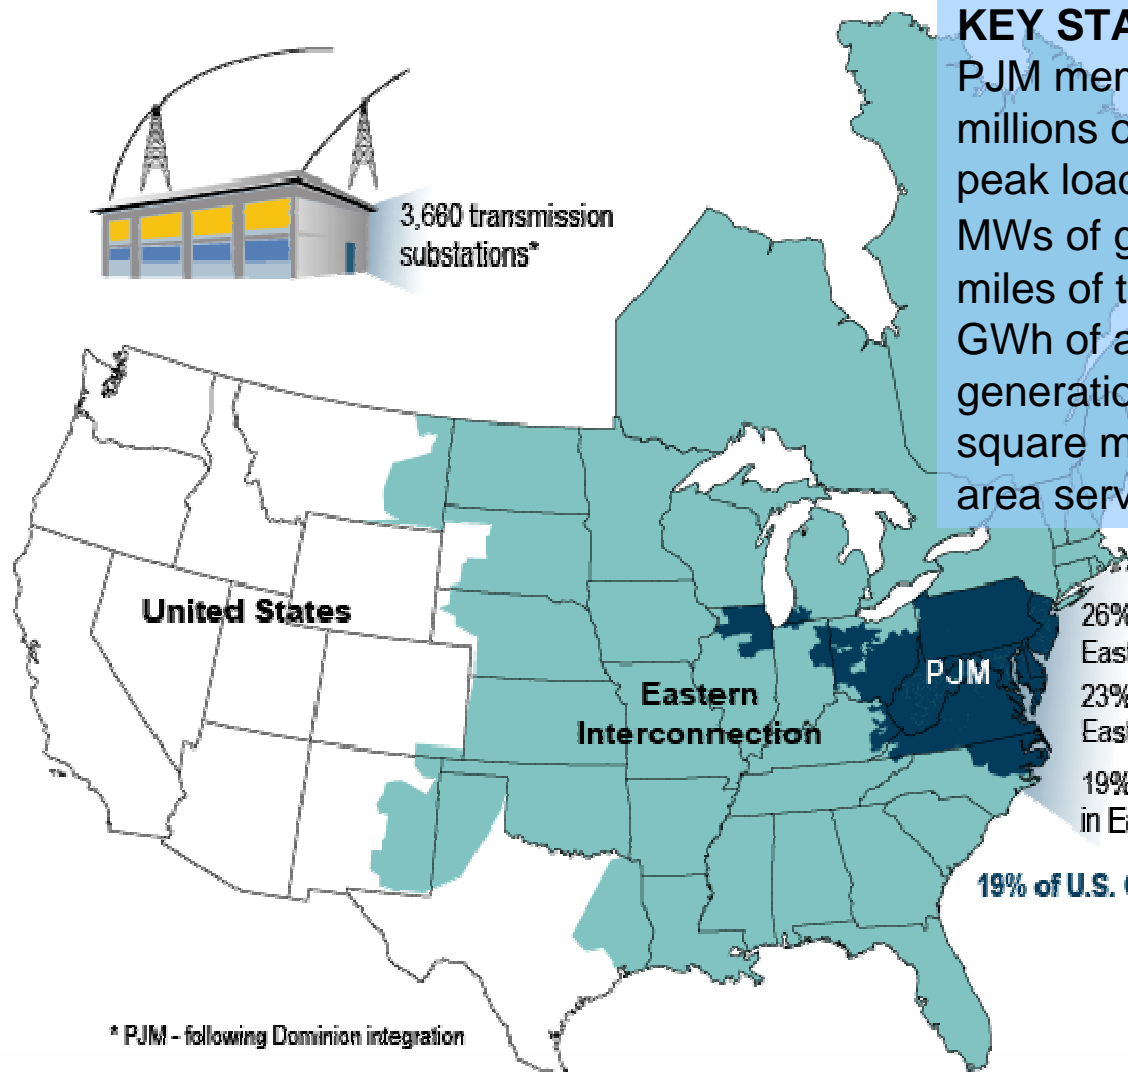 KEY STA
PJM mem
millions o
peak load
MWs of g
miles of t
GWh of a
generation
square m
area serv
3,660 transmission
substations*
United States
Eastern
Interconnection
PJM
26%
East
23%
East
19%
in Ea
19% of U.S.
* PJM - following Dominion integration